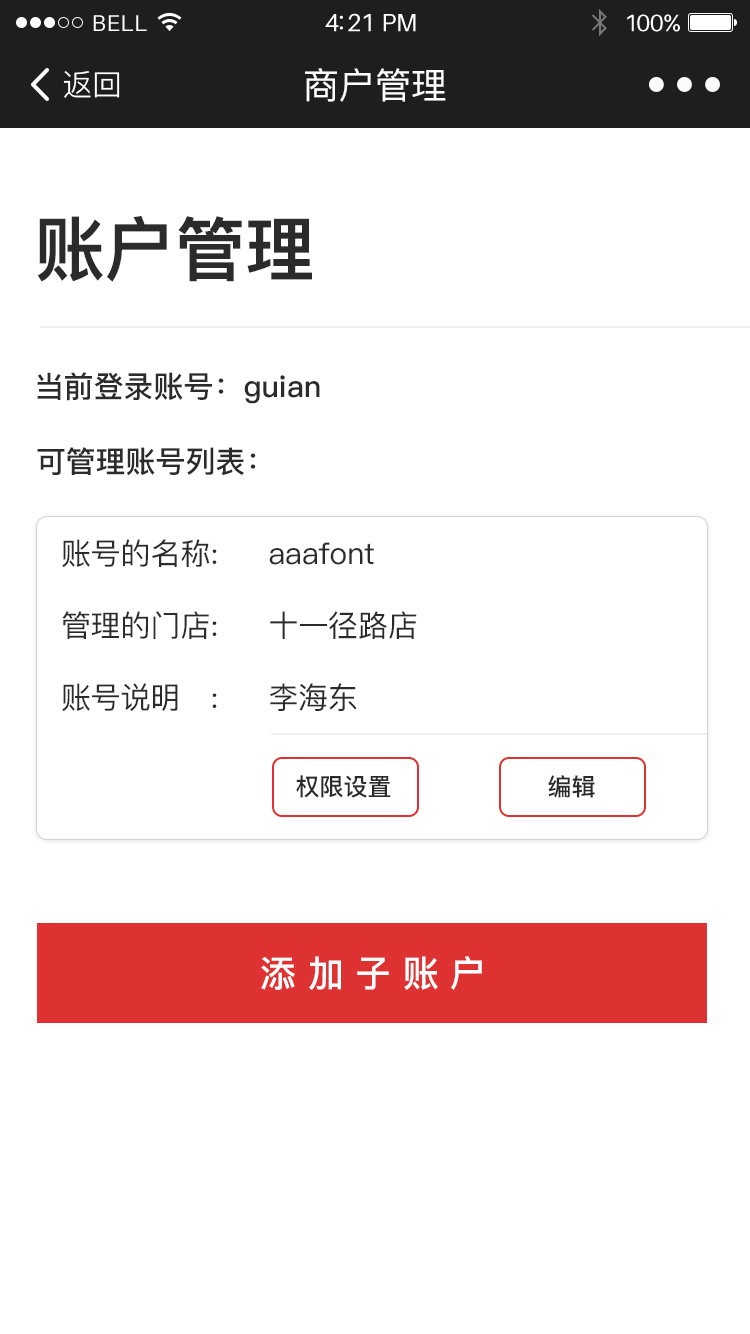 BELL 4:21 PM 100%
返回 商户管理
账户管理
当前登录账号：guian
可管理账号列表：
账号的名称: aaafont
管理的门店: 十一径路店
账号说明 : 李海东
权限设置 编辑
添加子账户